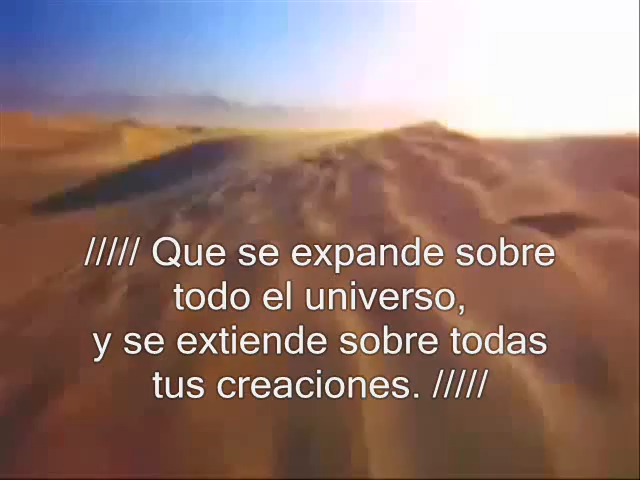 ///// Que se expande sobre
todo el universo,
y se extiende sobre todas
tus creaciones. /////